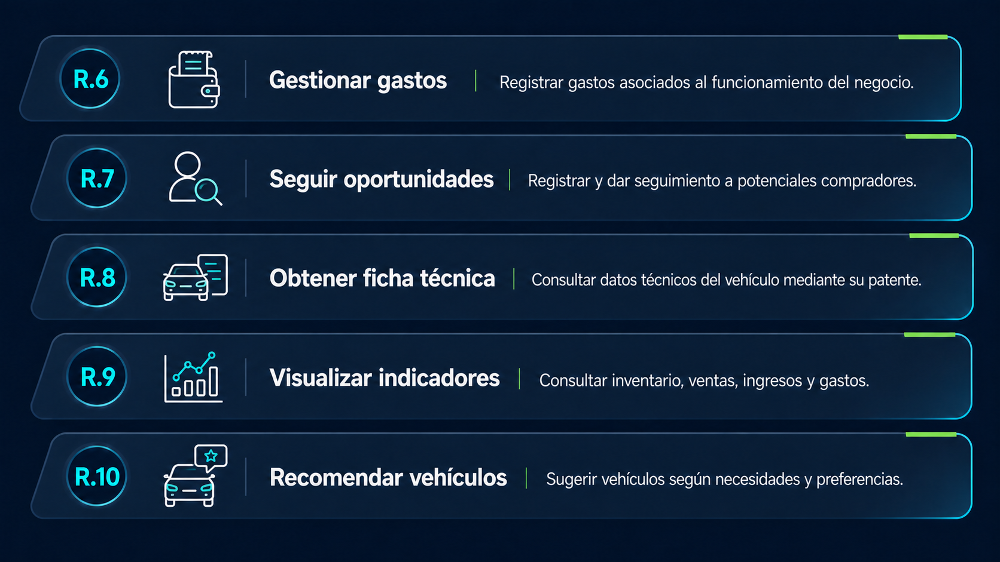 R.6 Gestionar gastos Registrar gastos asociados al funcionamiento del negocio.
R.7 Seguir oportunidades Registrar y dar seguimiento a potenciales compradores.
R.8 Obtener ficha técnica Consultar datos técnicos del vehículo mediante su patente.
R.9 Visualizar indicadores Consultar inventario, ventas, ingresos y gastos.
R.10 Recomendar vehículos Sugerir vehículos según necesidades y preferencias.